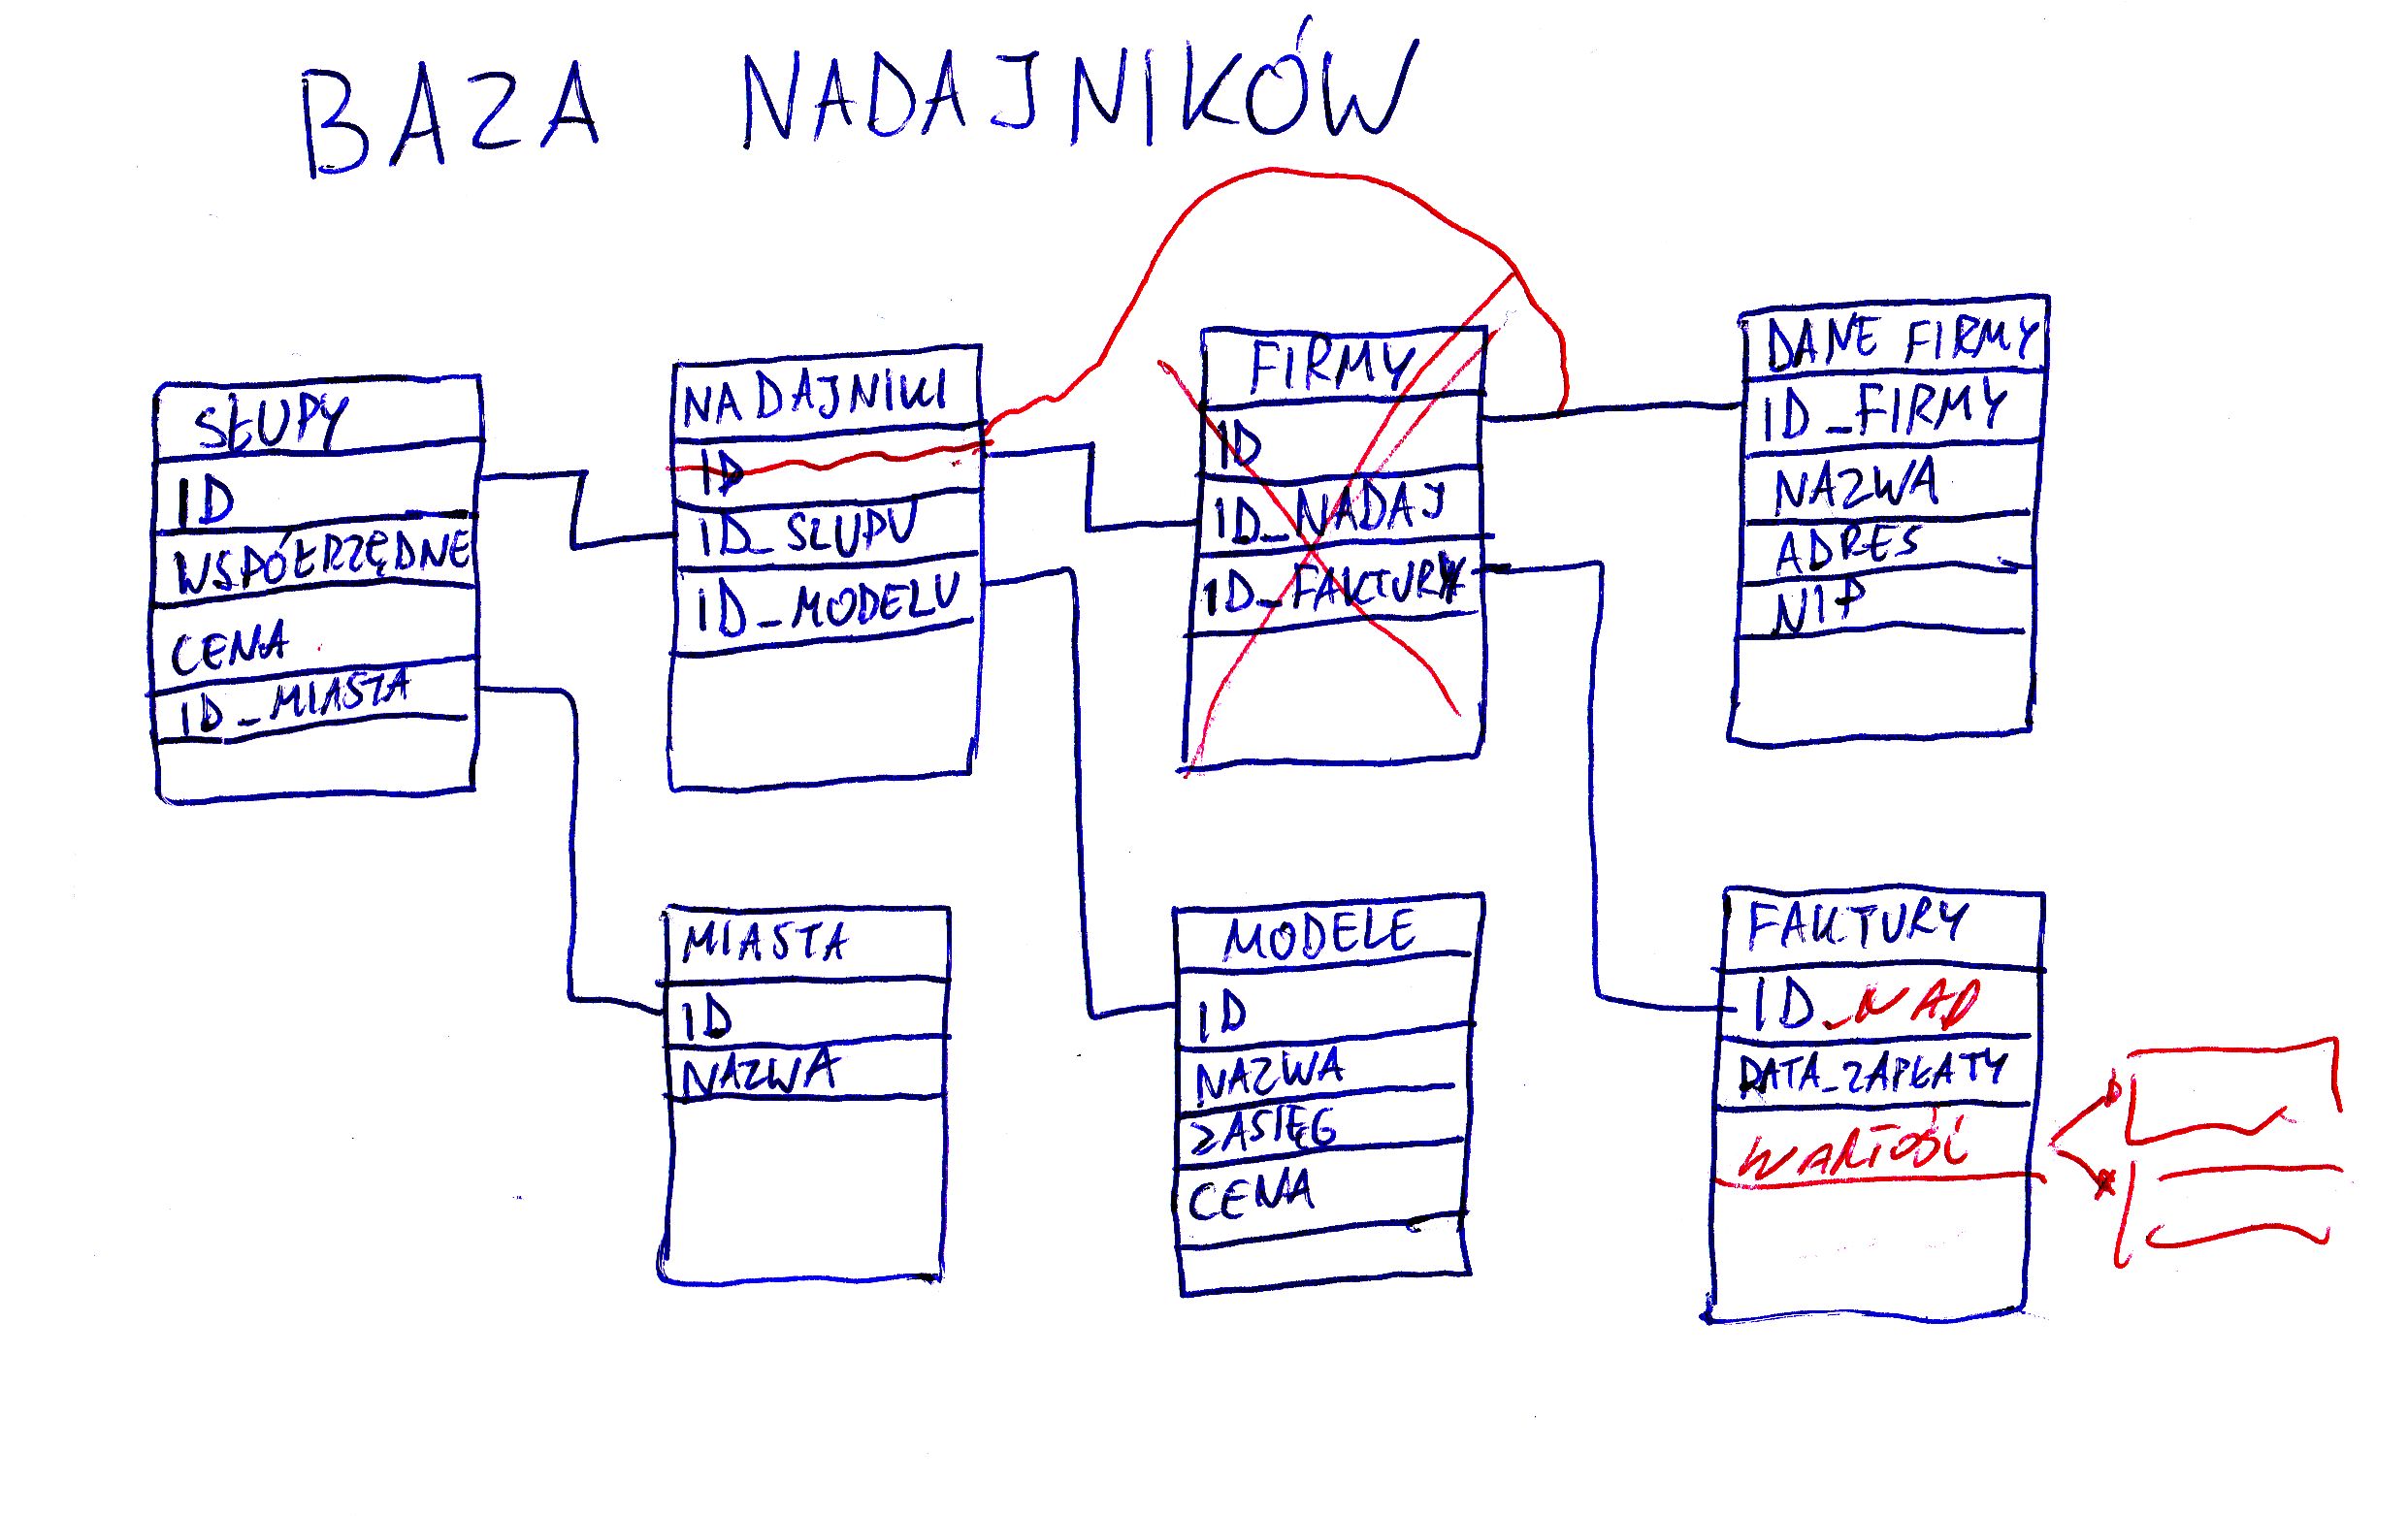 BAZA NADAJNIKÓW
SŁUPY
ID
WSPÓŁRZĘDNE
CENA
ID_MIASTA
NADAJNIKI
ID
ID_SŁUPU
ID_MODELU
FIRMY
ID
ID_NADAJ
ID_FAKTURY
DANE FIRMY
ID_FIRMY
NAZWA
ADRES
NIP
MIASTA
ID
NAZWA
MODELE
ID
NAZWA
ZASIĘG
CENA
FAKTURY
ID_NAD
DATA_ZAPŁATY
WARTOŚĆ